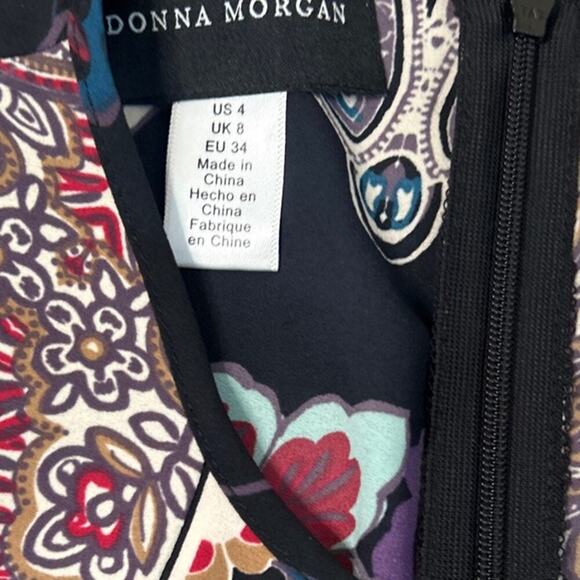 DONNA MORGAN
US 4
UK 8
EU 34
Made in
China
Hecho en
China
Fabrique
en Chine